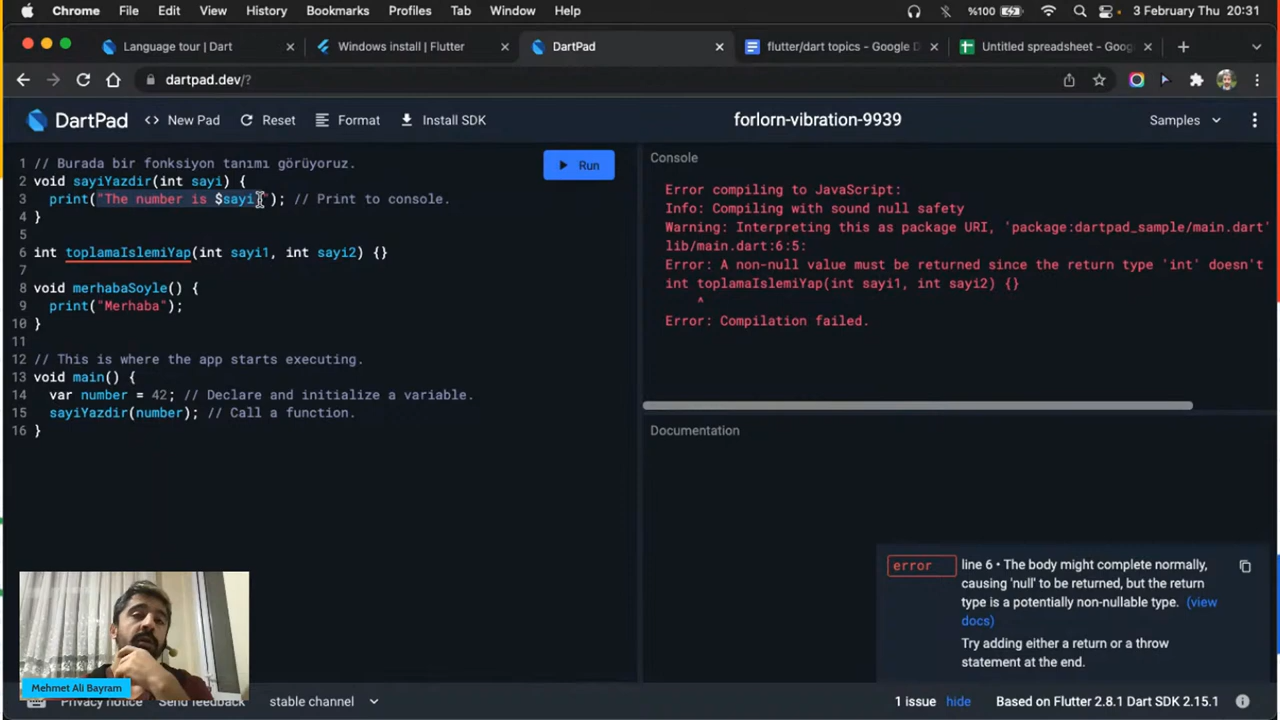 Chrome File Edit View History Bookmarks Profiles Tab Window Help %100 3 February Thu 20:31
Language tour | Dart Windows install | Flutter DartPad flutter/dart topics - Google D Untitled spreadsheet - Goog
dartpad.dev/?
DartPad <> New Pad Reset Format Install SDK forlorn-vibration-9939 Samples
Run
1 // Burada bir fonksiyon tanımı görüyoruz.
2 void sayiYazdir(int sayi) {
3 print("The number is $sayi."); // Print to console.
4 }
5
6 int toplamaIslemiYap(int sayi1, int sayi2) {}
7
8 void merhabaSoyle() {
9 print("Merhaba");
10 }
11
12 // This is where the app starts executing.
13 void main() {
14 var number = 42; // Declare and initialize a variable.
15 sayiYazdir(number); // Call a function.
16 }
Console
Error compiling to JavaScript:
Info: Compiling with sound null safety
Warning: Interpreting this as package URI, 'package:dartpad_sample/main.dart'
lib/main.dart:6:5:
Error: A non-null value must be returned since the return type 'int' doesn't
int toplamaIslemiYap(int sayi1, int sayi2) {}
^
Error: Compilation failed.
Documentation
error line 6 • The body might complete normally,
causing 'null' to be returned, but the return
type is a potentially non-nullable type. (view
docs)
Try adding either a return or a throw
statement at the end.
Mehmet Ali Bayram
Privacy notice Send feedback stable channel 1 issue hide Based on Flutter 2.8.1 Dart SDK 2.15.1